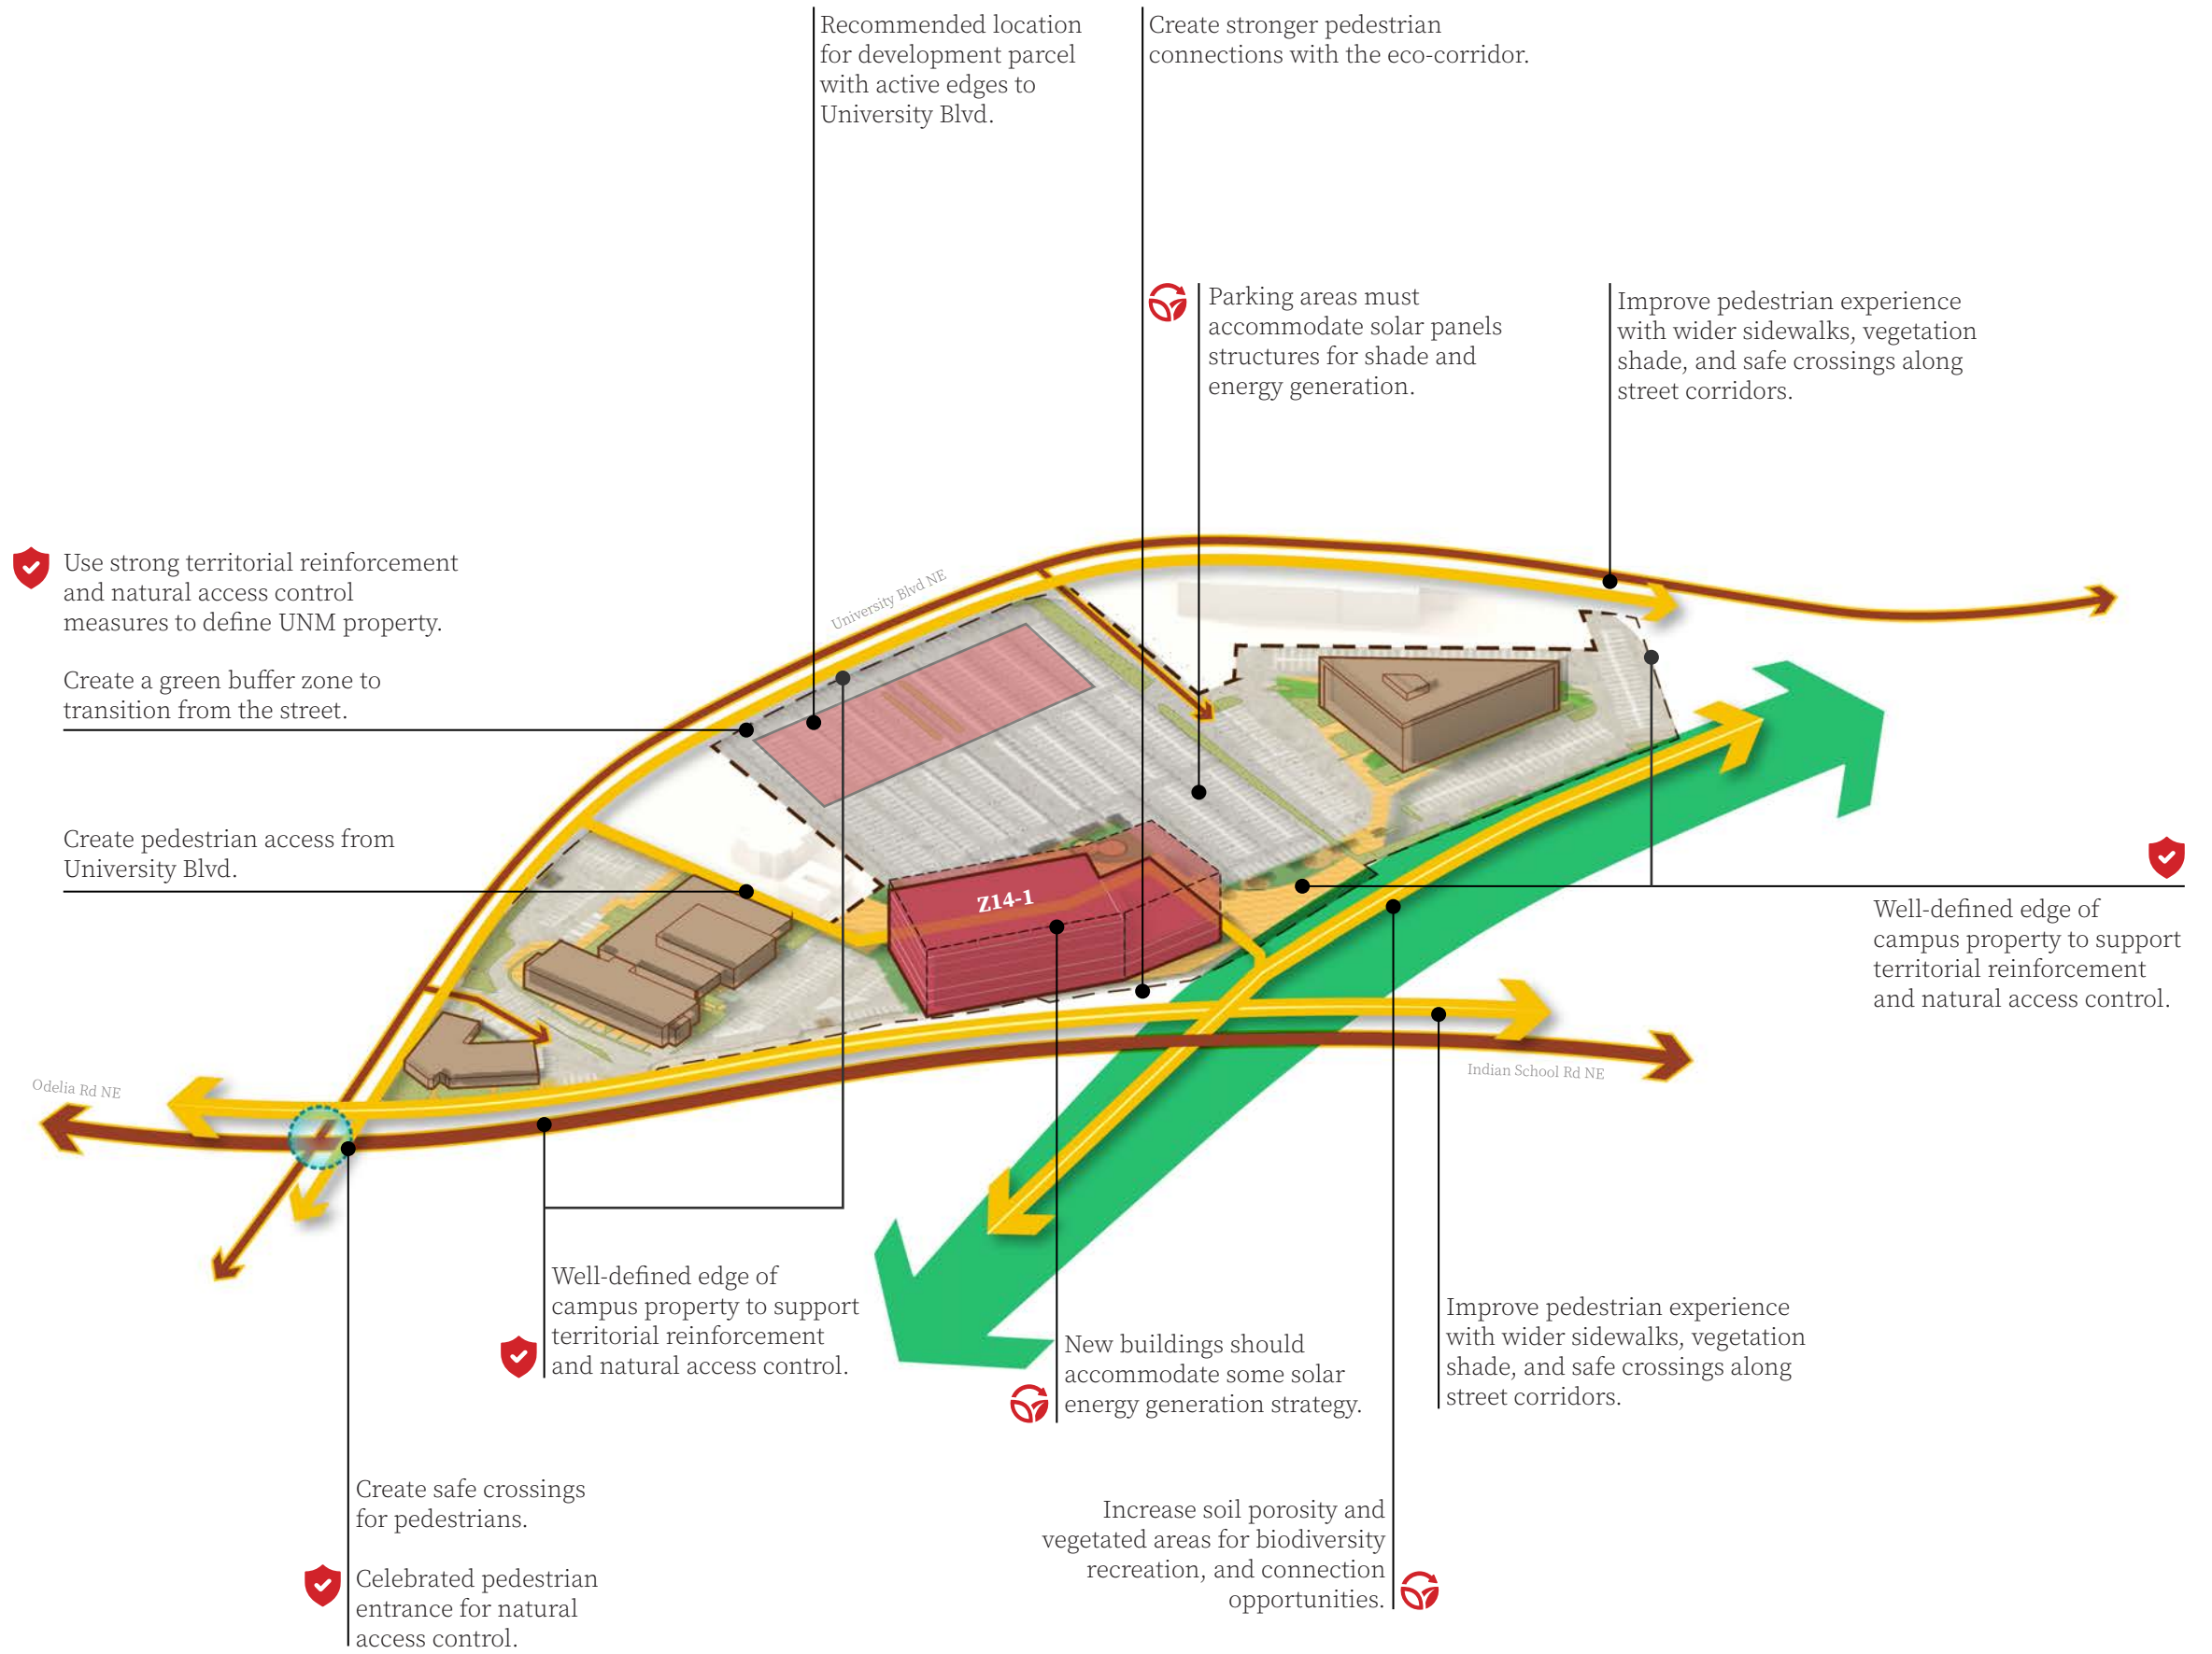 Recommended location
for development parcel
with active edges to
University Blvd.
Create stronger pedestrian
connections with the eco-corridor.
Parking areas must
accommodate solar panels
structures for shade and
energy generation.
Improve pedestrian experience
with wider sidewalks, vegetation
shade, and safe crossings along
street corridors.
Use strong territorial reinforcement
and natural access control
measures to define UNM property.
Create a green buffer zone to
transition from the street.
University Blvd NE
Create pedestrian access from
University Blvd.
Z14-1
Well-defined edge of
campus property to support
territorial reinforcement
and natural access control.
Odelia Rd NE
Indian School Rd NE
Well-defined edge of
campus property to support
territorial reinforcement
and natural access control.
New buildings should
accommodate some solar
energy generation strategy.
Improve pedestrian experience
with wider sidewalks, vegetation
shade, and safe crossings along
street corridors.
Create safe crossings
for pedestrians.
Celebrated pedestrian
entrance for natural
access control.
Increase soil porosity and
vegetated areas for biodiversity
recreation, and connection
opportunities.